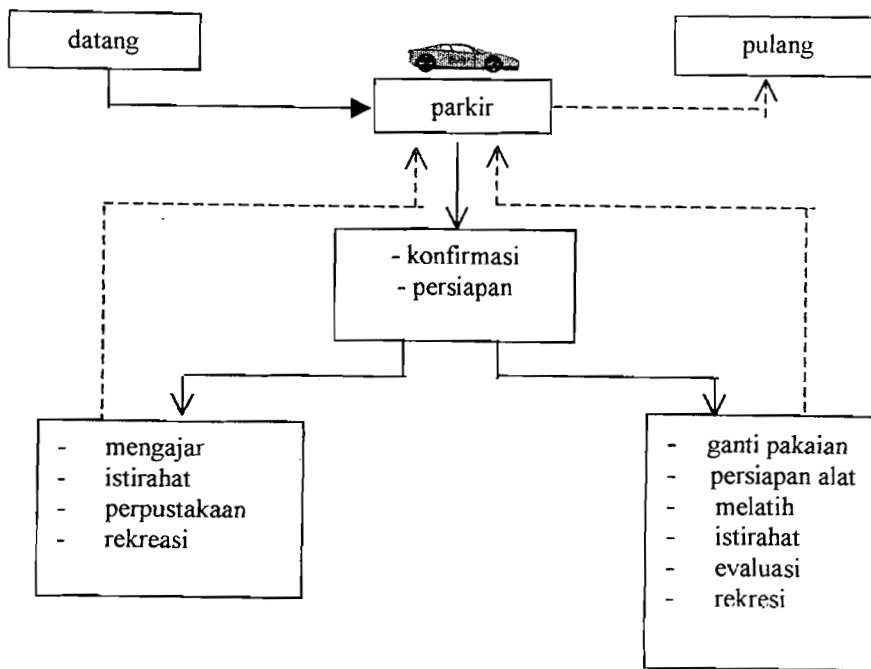 datang
pulang
parkir
- konfirmasi
- persiapan
- mengajar
- istirahat
- perpustakaan
- rekreasi
- ganti pakaian
- persiapan alat
- melatih
- istirahat
- evaluasi
- rekresi